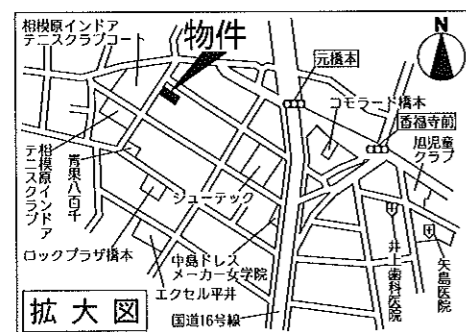 相模原インドア
テニスクラブコート
物件
N
元橋本
コモラード橋本
香福寺前
旭児童
クラブ
相模原インドア
テニスクラブ
青果八百千
ジューテック
ロックプラザ橋本
中島ドレス
メーカー女学院
エクセル平井
井上歯科医院
矢島医院
拡大図
国道16号線